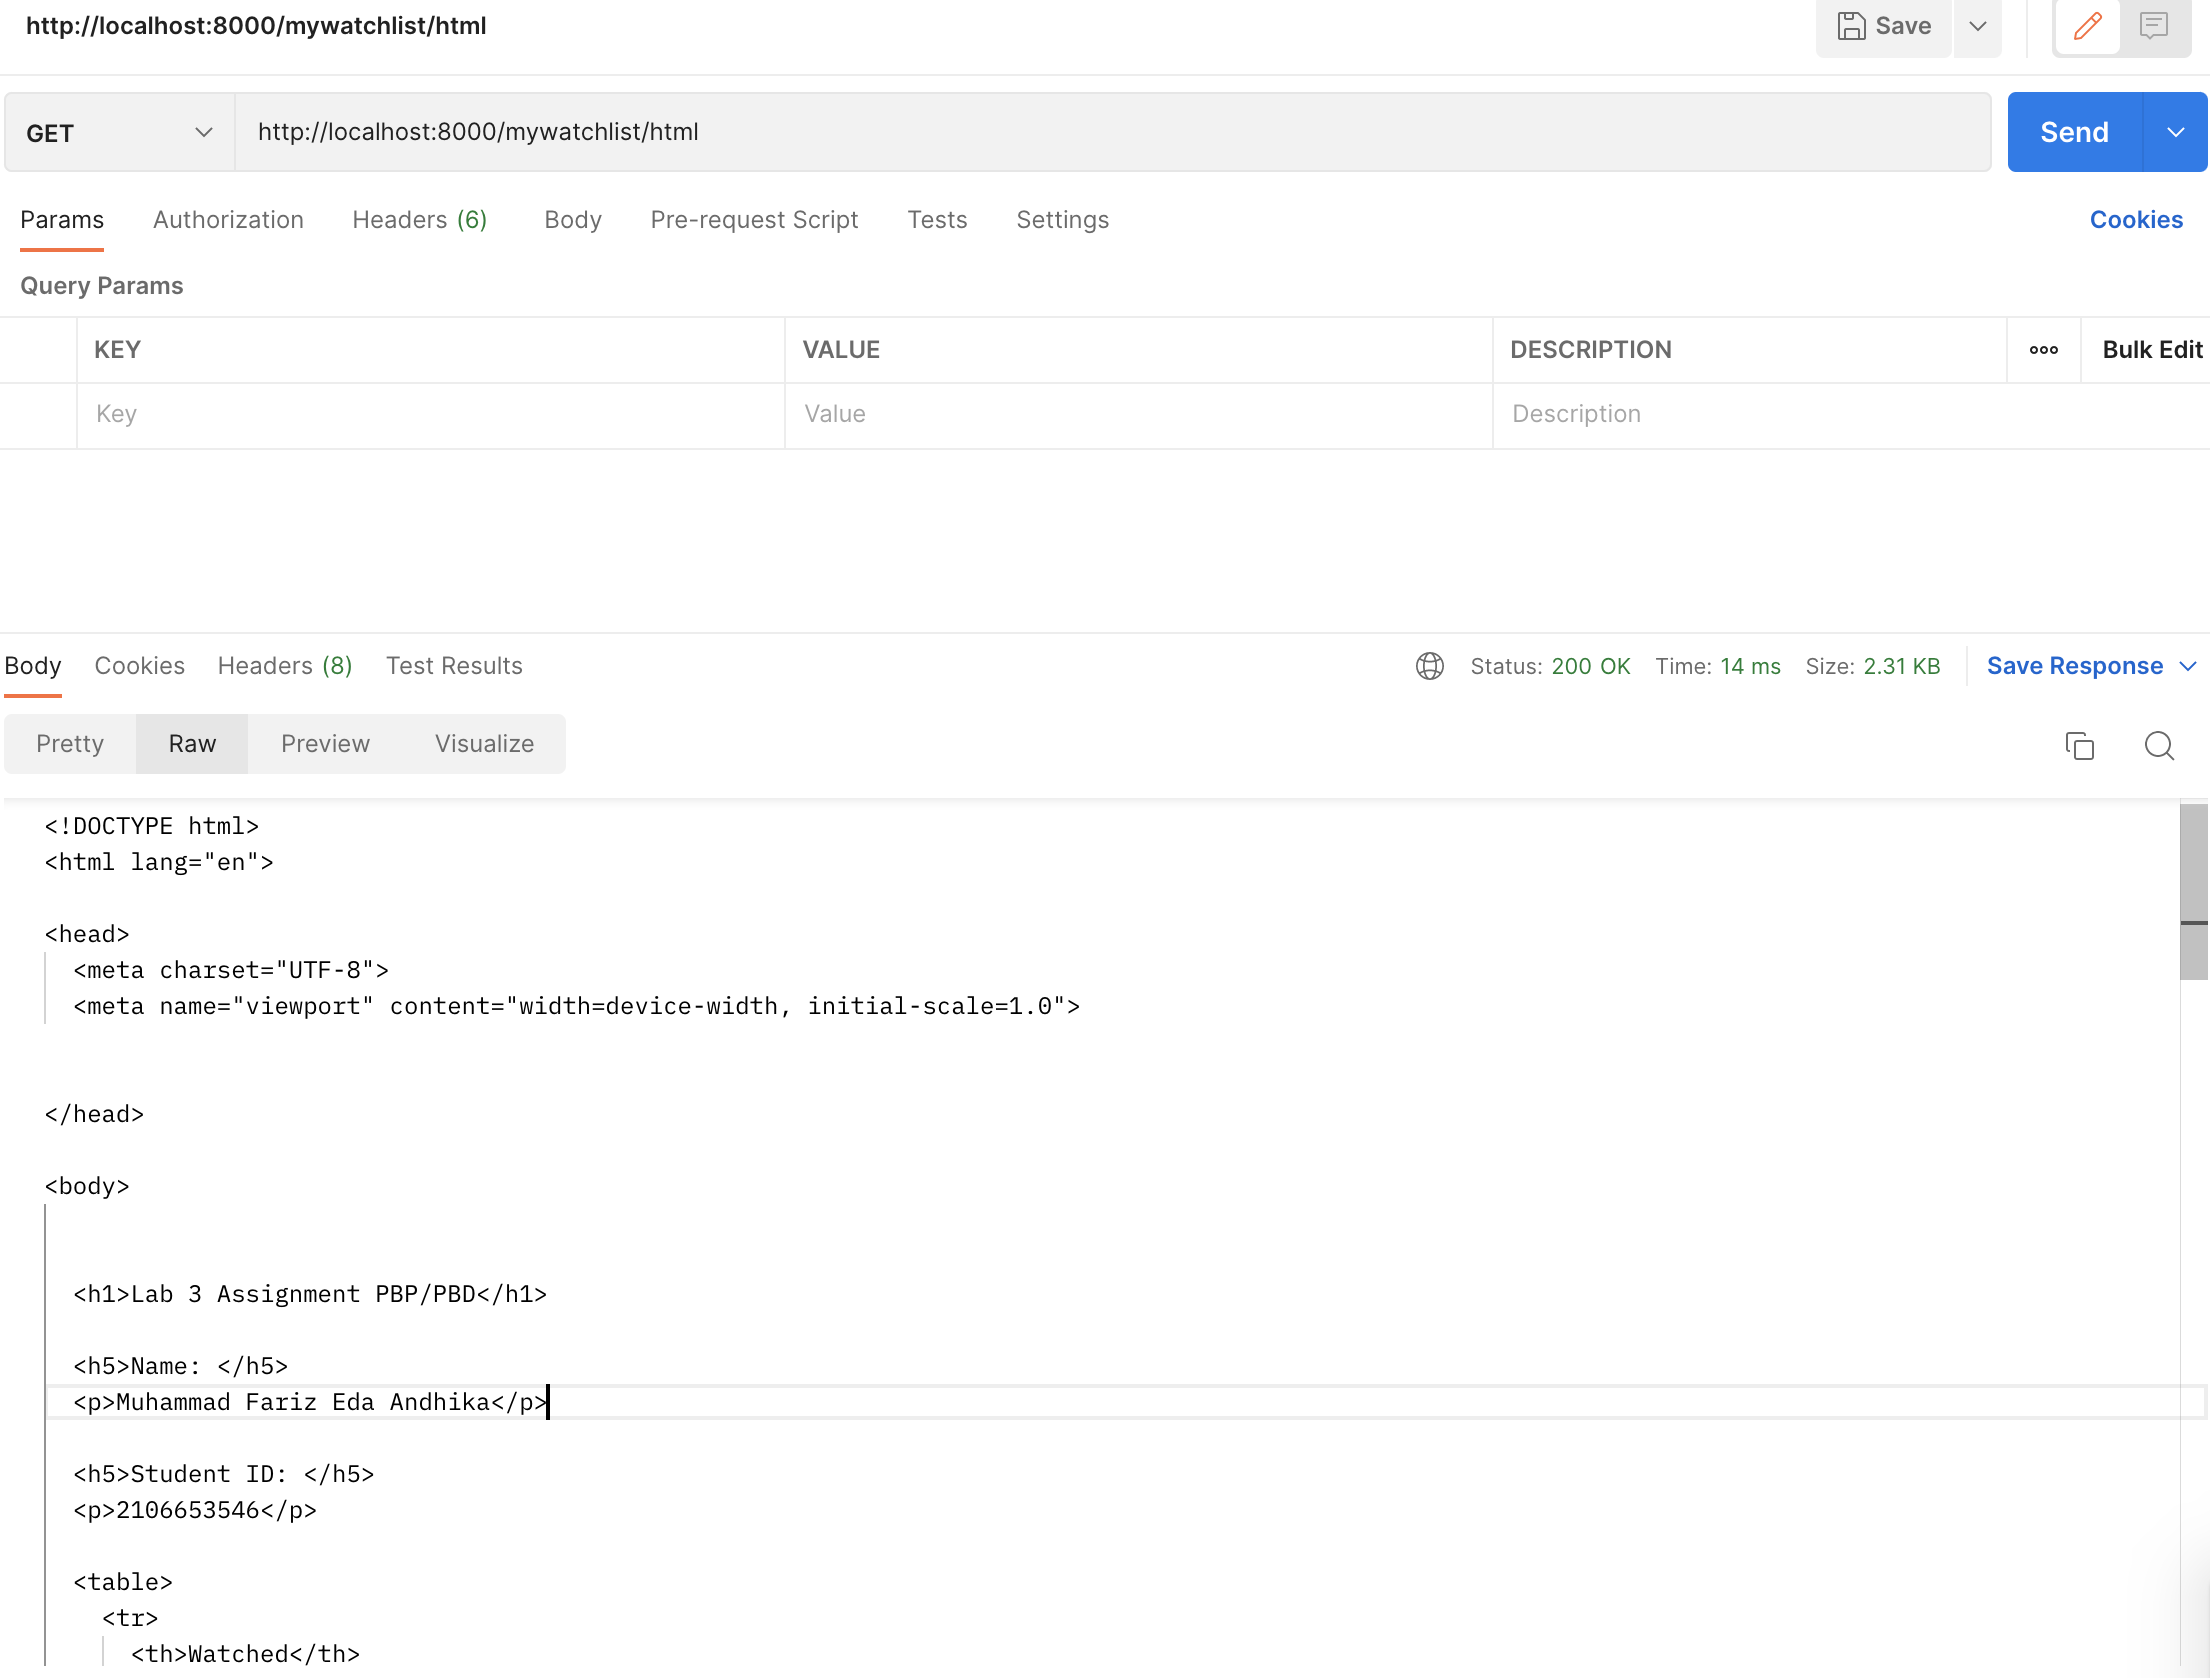 http://localhost:8000/mywatchlist/html
Save
GET
http://localhost:8000/mywatchlist/html
Send
Params Authorization Headers (6) Body Pre-request Script Tests Settings Cookies
Query Params
KEY VALUE DESCRIPTION ooo Bulk Edit
Key Value Description
Body Cookies Headers (8) Test Results Status: 200 OK Time: 14 ms Size: 2.31 KB Save Response
Pretty Raw Preview Visualize
<!DOCTYPE html>
<html lang="en">
<head>
<meta charset="UTF-8">
<meta name="viewport" content="width=device-width, initial-scale=1.0">
</head>
<body>
<h1>Lab 3 Assignment PBP/PBD</h1>
<h5>Name: </h5>
<p>Muhammad Fariz Eda Andhika</p>
<h5>Student ID: </h5>
<p>2106653546</p>
<table>
<tr>
<th>Watched</th>